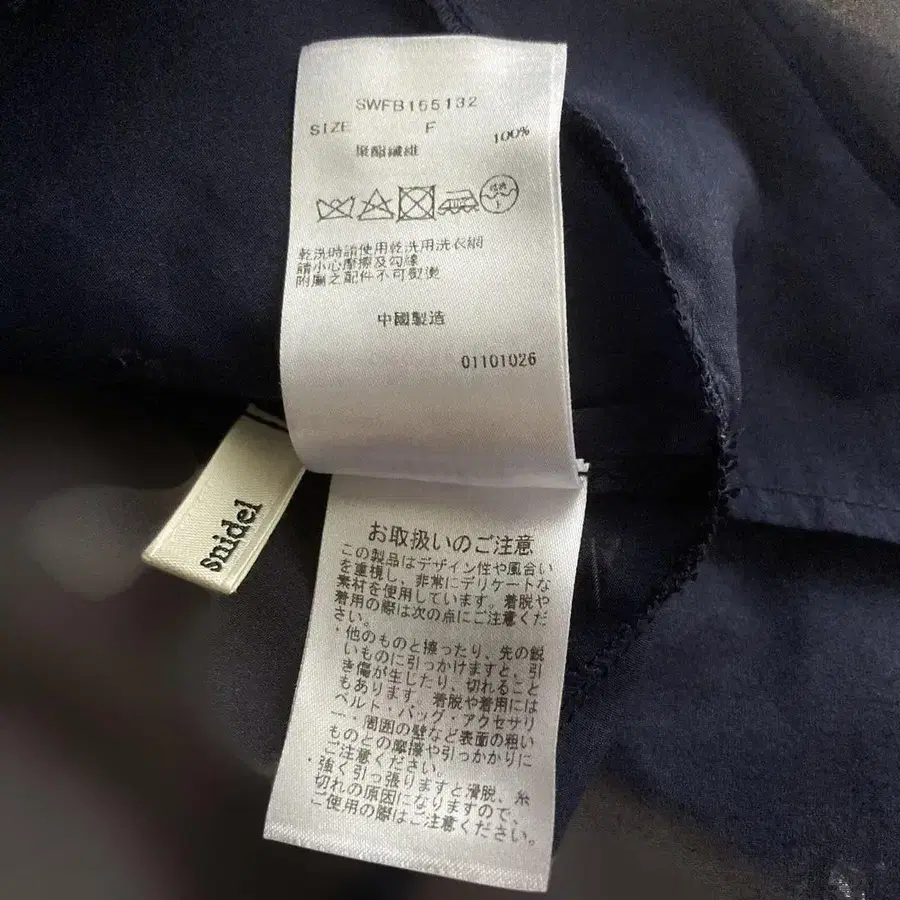 SWFB165132
SIZE F
聚酯纖維 100%
乾洗時請使用乾洗用洗衣網
請小心摩擦及勾線
附屬之配件不可熨燙
中國製造
01101026
snidel
お取扱いのご注意
この製品はデザイン性や風合い
を重視し、非常にデリケートな
素材を使用しています。着脱や
着用の際は次の点にご注意くだ
さい。
・他のものと擦ったり、先の鋭
いものに引っかけますと、引
き傷が生じたり、切れること
もあります。着脱や着用には
ベルト・バッグ・アクセサリ
ー、周囲の壁など表面の粗い
ものとの摩擦や引っかかりに
ご注意ください。
・強く引っ張りますと滑脱、糸
切れの原因になりますので、
ご使用の際はご注意ください。